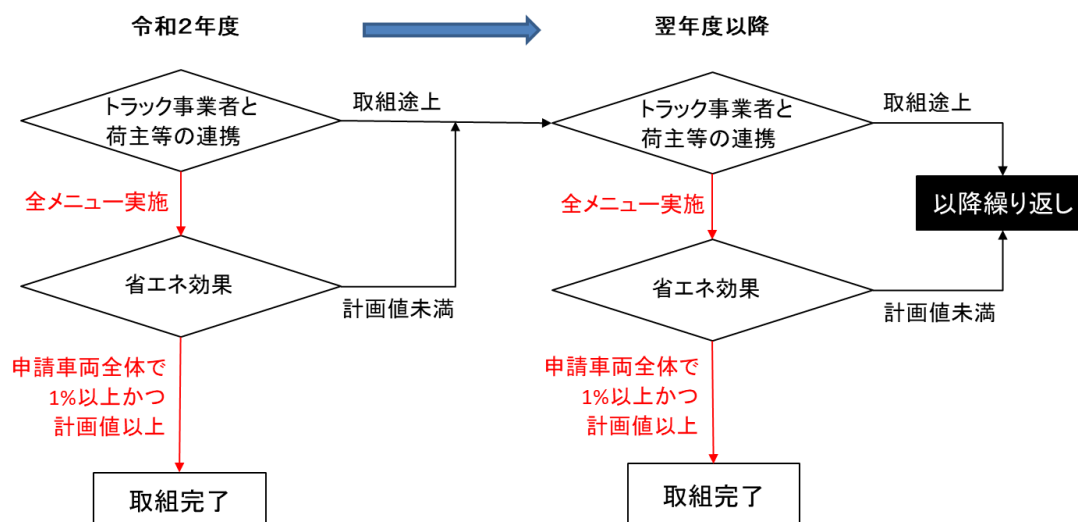 令和2年度
トラック事業者と
荷主等の連携
取組途上
全メニュー実施
省エネ効果
計画値未満
申請車両全体で
1%以上かつ
計画値以上
取組完了
翌年度以降
トラック事業者と
荷主等の連携
取組途上
全メニュー実施
以降繰り返し
省エネ効果
計画値未満
申請車両全体で
1%以上かつ
計画値以上
取組完了